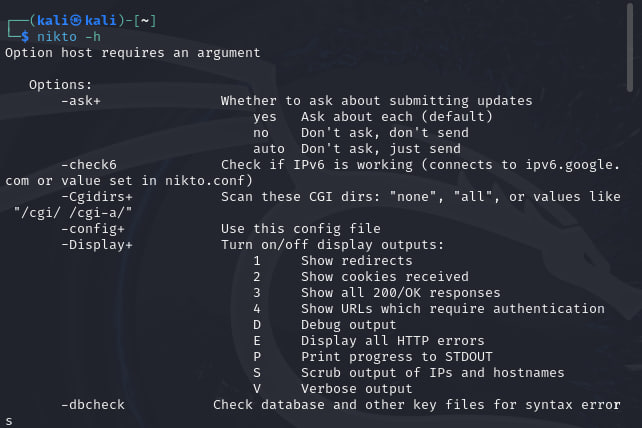 ┌──(kali㉿kali)-[~]
└─$ nikto -h
Option host requires an argument

   Options:
       -ask+               Whether to ask about submitting updates
                               yes   Ask about each (default)
                               no    Don't ask, don't send
                               auto  Don't ask, just send
       -check6             Check if IPv6 is working (connects to ipv6.google.
com or value set in nikto.conf)
       -Cgidirs+           Scan these CGI dirs: "none", "all", or values like
 "/cgi/ /cgi-a/"
       -config+            Use this config file
       -Display+           Turn on/off display outputs:
                               1     Show redirects
                               2     Show cookies received
                               3     Show all 200/OK responses
                               4     Show URLs which require authentication
                               D     Debug output
                               E     Display all HTTP errors
                               P     Print progress to STDOUT
                               S     Scrub output of IPs and hostnames
                               V     Verbose output
       -dbcheck           Check database and other key files for syntax error
s